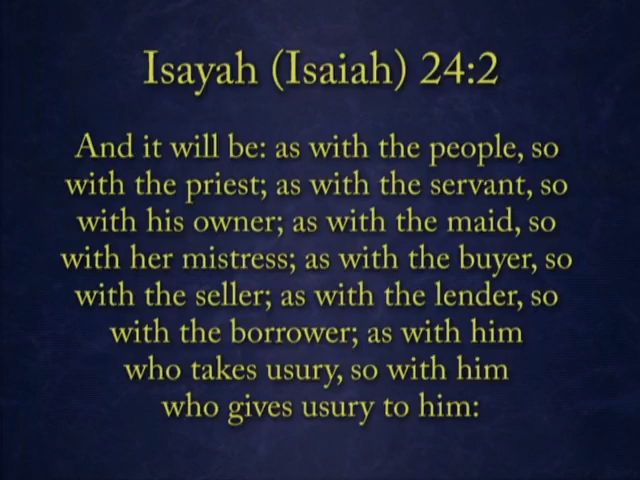 Isayah (Isaiah) 24:2
And it will be: as with the people, so
with the priest; as with the servant, so
with his owner; as with the maid, so
with her mistress; as with the buyer, so
with the seller; as with the lender, so
with the borrower; as with him
who takes usury, so with him
who gives usury to him: